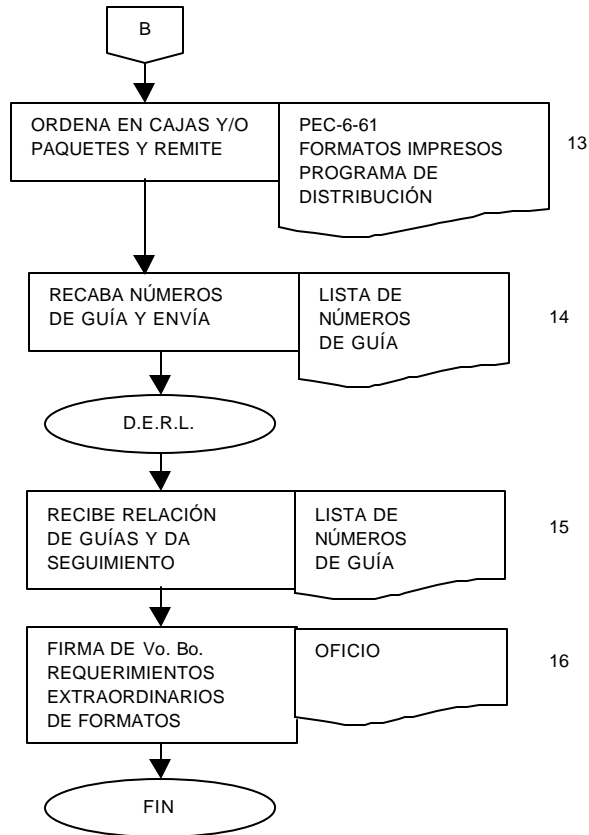 B
ORDENA EN CAJAS Y/O
PAQUETES Y REMITE
PEC-6-61
FORMATOS IMPRESOS
PROGRAMA DE
DISTRIBUCIÓN
13
RECABA NÚMEROS
DE GUÍA Y ENVÍA
LISTA DE
NÚMEROS
DE GUÍA
14
D.E.R.L.
RECIBE RELACIÓN
DE GUÍAS Y DA
SEGUIMIENTO
LISTA DE
NÚMEROS
DE GUÍA
15
FIRMA DE Vo. Bo.
REQUERIMIENTOS
EXTRAORDINARIOS
DE FORMATOS
OFICIO
16
FIN